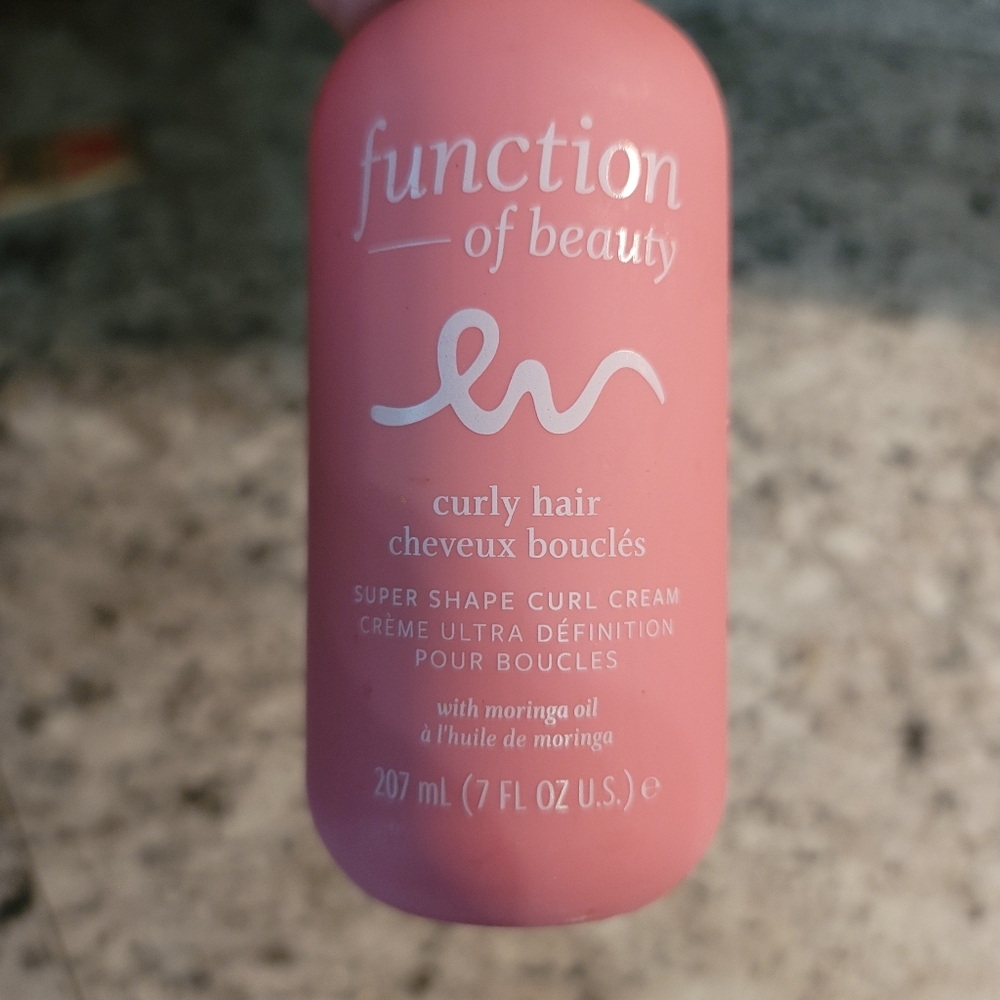 function
of beauty
curly hair
cheveux bouclés
SUPER SHAPE CURL CREAM
CRÈME ULTRA DÉFINITION
POUR BOUCLES
with moringa oil
à l'huile de moringa
207 mL (7 FL OZ U.S.) ℮